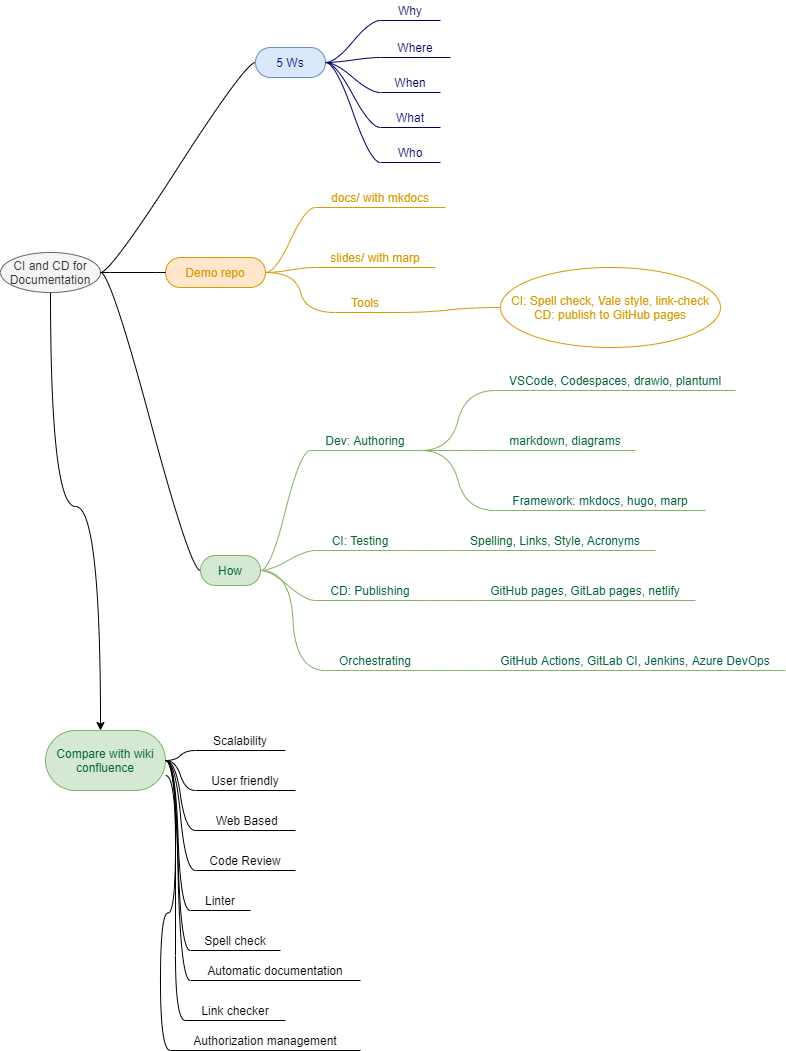 Why
Where
5 Ws
When
What
Who
docs/ with mkdocs
CI and CD for
Documentation
Demo repo
slides/ with marp
Tools
CI: Spell check, Vale style, link-check
CD: publish to GitHub pages
VSCode, Codespaces, drawio, plantuml
Dev: Authoring
markdown, diagrams
Framework: mkdocs, hugo, marp
CI: Testing
Spelling, Links, Style, Acronyms
How
CD: Publishing
GitHub pages, GitLab pages, netlify
Orchestrating
GitHub Actions, GitLab CI, Jenkins, Azure DevOps
Compare with wiki
confluence
Scalability
User friendly
Web Based
Code Review
Linter
Spell check
Automatic documentation
Link checker
Authorization management